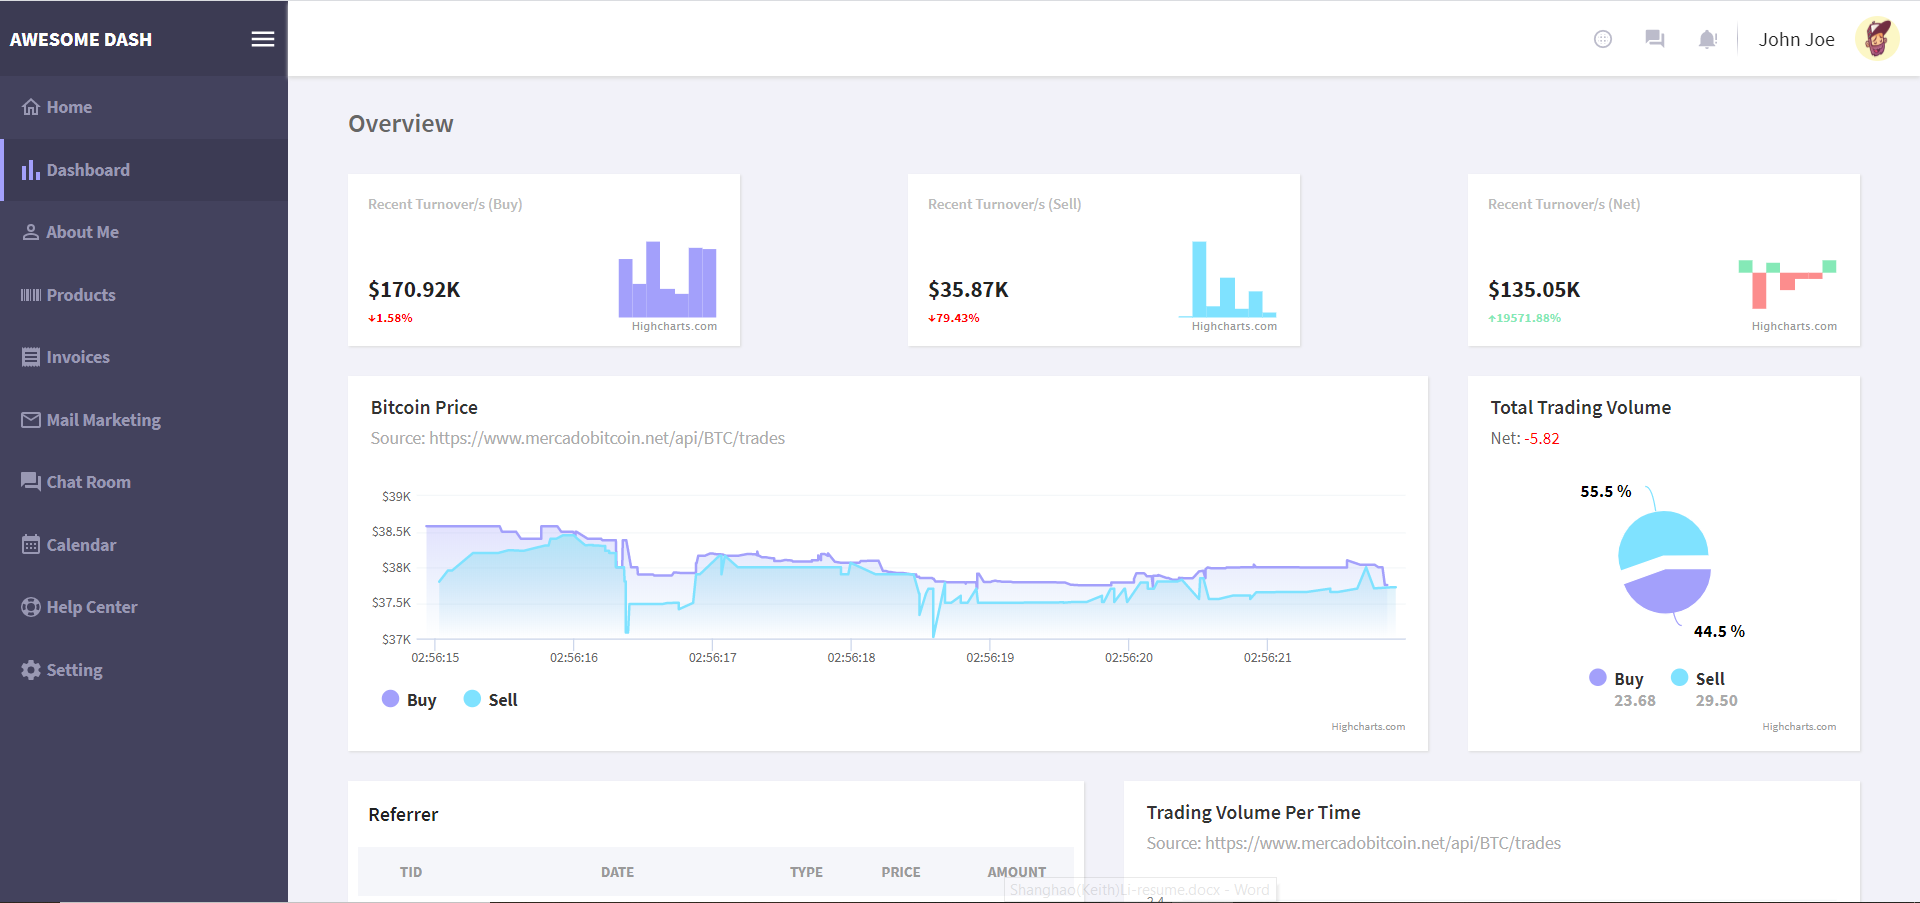 AWESOME DASH
John Joe
Home
Dashboard
About Me
Products
Invoices
Mail Marketing
Chat Room
Calendar
Help Center
Setting
Overview
Recent Turnover/s (Buy)
$170.92K
↓1.58%
Highcharts.com
Recent Turnover/s (Sell)
$35.87K
↓79.43%
Highcharts.com
Recent Turnover/s (Net)
$135.05K
↑19571.88%
Highcharts.com
Bitcoin Price
Source: https://www.mercadobitcoin.net/api/BTC/trades
$39K
$38.5K
$38K
$37.5K
$37K
02:56:15 02:56:16 02:56:17 02:56:18 02:56:19 02:56:20 02:56:21
Buy Sell
Highcharts.com
Total Trading Volume
Net: -5.82
55.5 %
44.5 %
Buy Sell
23.68 29.50
Highcharts.com
Referrer
TID DATE TYPE PRICE AMOUNT
Trading Volume Per Time
Source: https://www.mercadobitcoin.net/api/BTC/trades
Shanghao(Keith)Li-resume.docx - Word